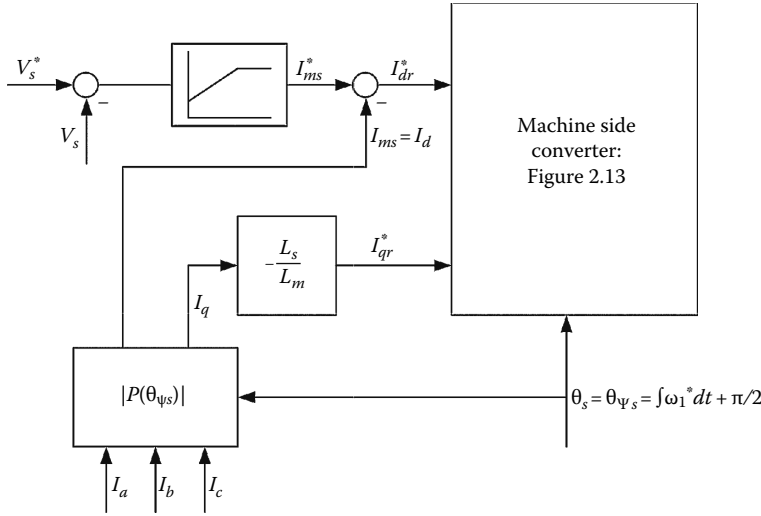 V_s^*
−
V_s
I_ms^*
−
I_dr^*
I_ms = I_d
Machine side
converter:
Figure 2.13
−L_s/L_m
I_qr^*
I_q
|P(θ_ψs)|
θ_s = θ_Ψs = ∫ω_1^* dt + π/2
I_a
I_b
I_c